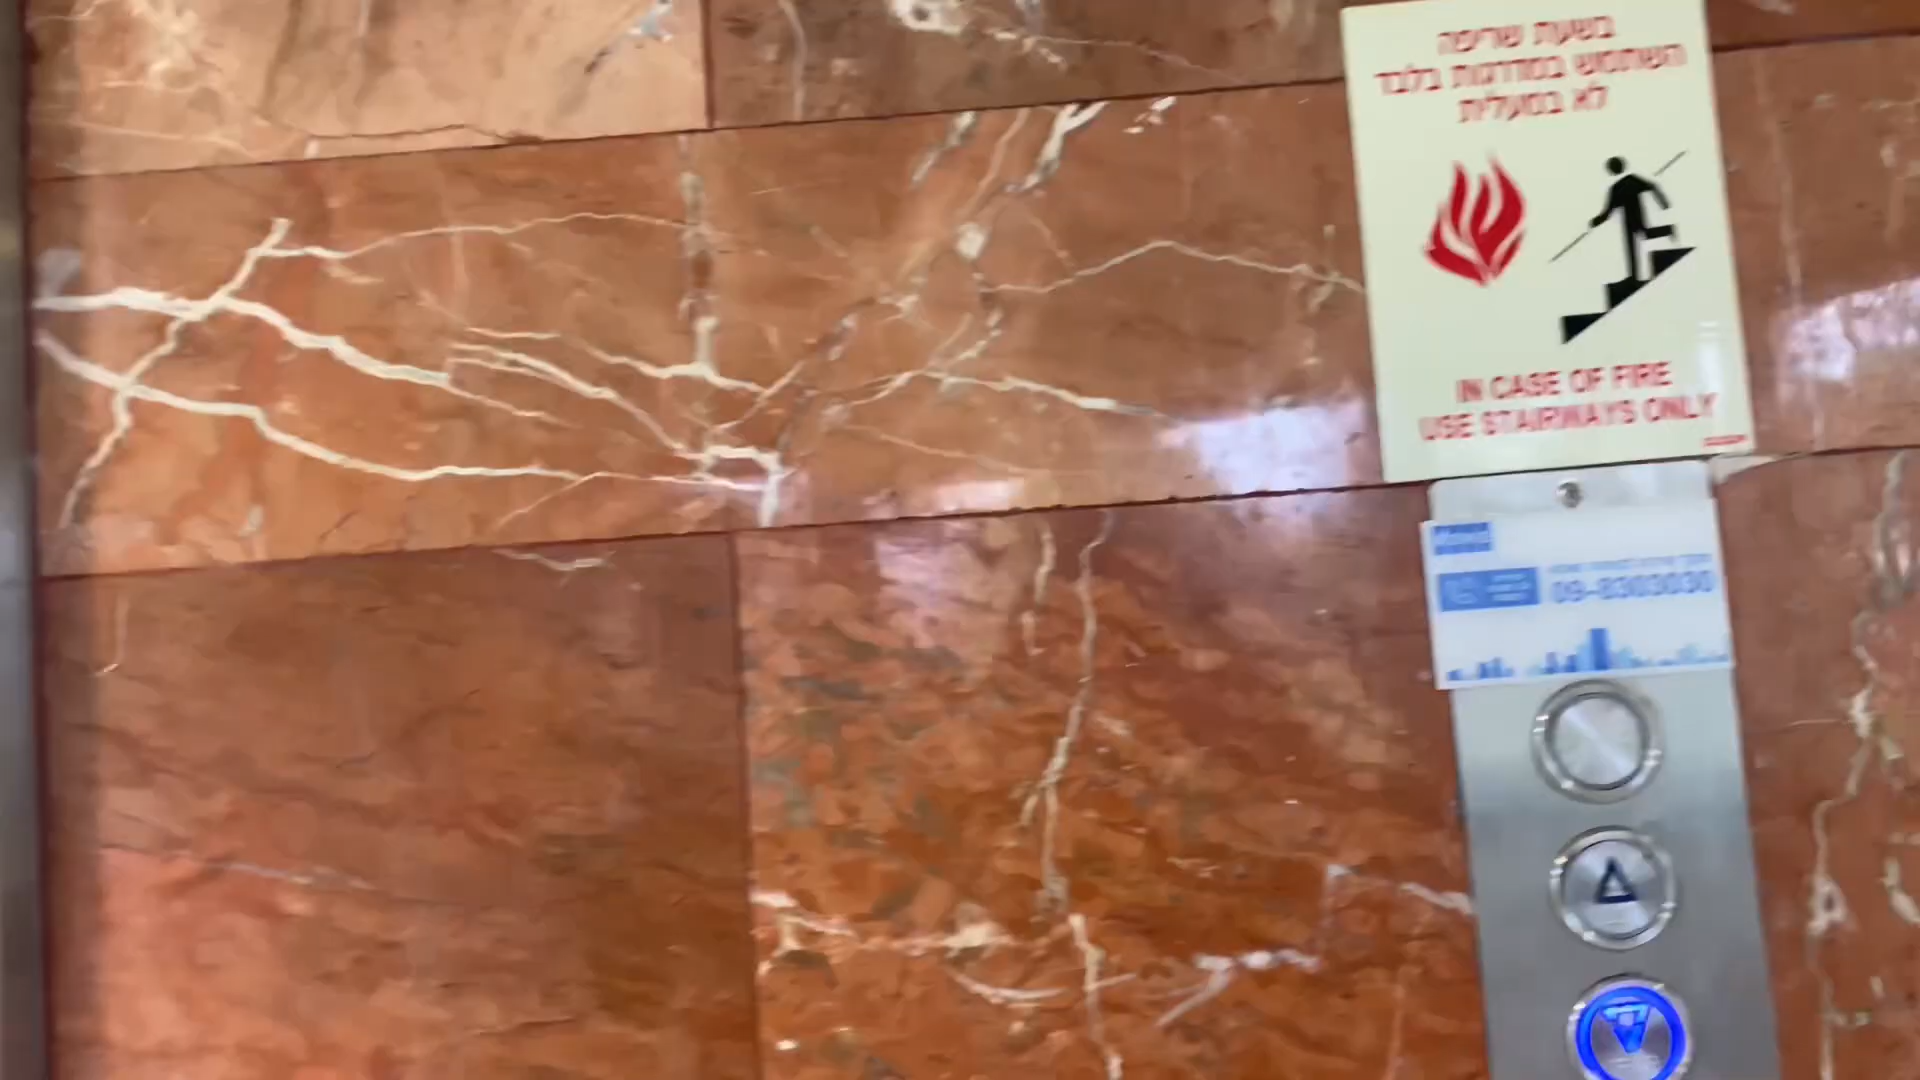 בשעת שריפה
השתמש במדרגות בלבד
לא במעלית
IN CASE OF FIRE
USE STAIRWAYS ONLY
09-8303030